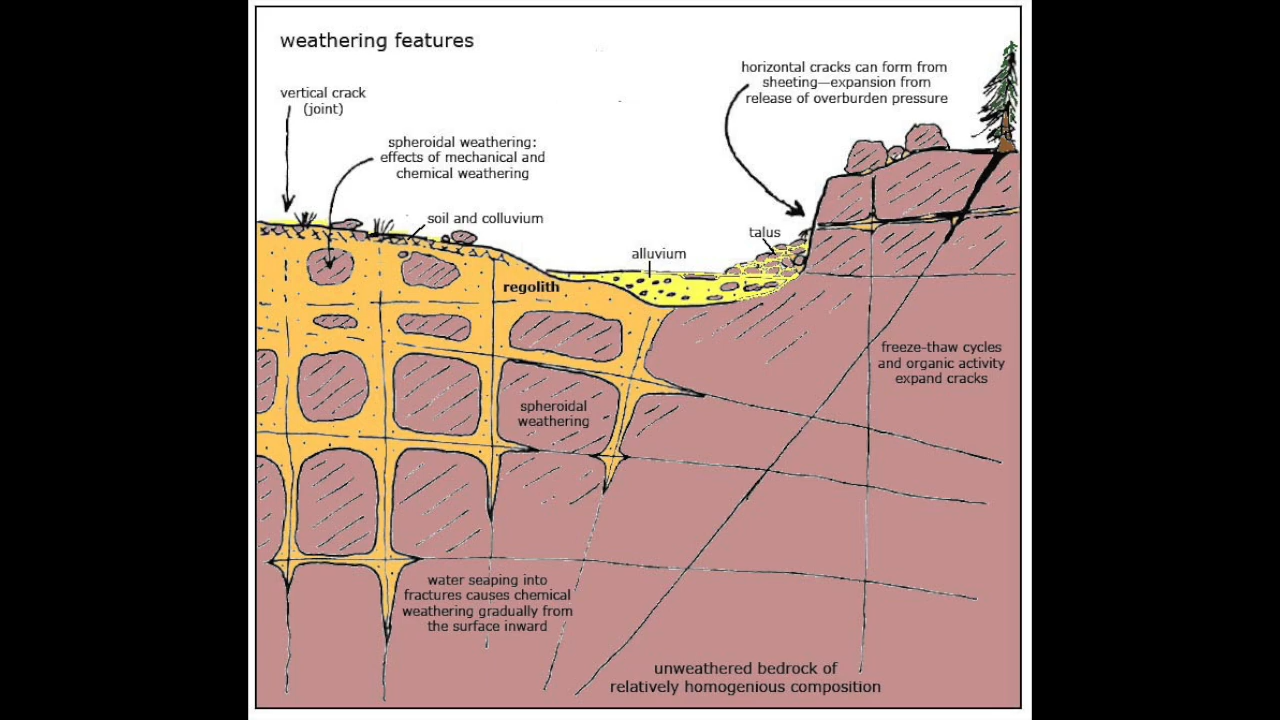 weathering features
vertical crack
(joint)
spheroidal weathering:
effects of mechanical and
chemical weathering
horizontal cracks can form from
sheeting—expansion from
release of overburden pressure
soil and colluvium
talus
alluvium
regolith
freeze-thaw cycles
and organic activity
expand cracks
spheroidal
weathering
water seaping into
fractures causes chemical
weathering gradually from
the surface inward
unweathered bedrock of
relatively homogenious composition